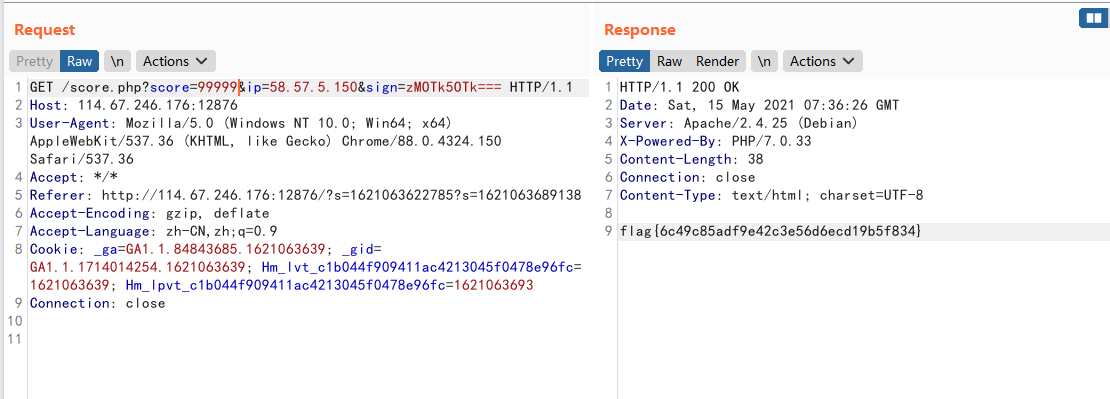 Request
Pretty Raw \n Actions
1 GET /score.php?score=99999&ip=58.57.5.150&sign=zMOTk5OTk=== HTTP/1.1
2 Host: 114.67.246.176:12876
3 User-Agent: Mozilla/5.0 (Windows NT 10.0; Win64; x64)
AppleWebKit/537.36 (KHTML, like Gecko) Chrome/88.0.4324.150
Safari/537.36
4 Accept: */*
5 Referer: http://114.67.246.176:12876/?s=1621063622785?s=1621063689138
6 Accept-Encoding: gzip, deflate
7 Accept-Language: zh-CN,zh;q=0.9
8 Cookie: _ga=GA1.1.84843685.1621063639; _gid=
GA1.1.1714014254.1621063639; Hm_lvt_c1b044f909411ac4213045f0478e96fc=
1621063639; Hm_lpvt_c1b044f909411ac4213045f0478e96fc=1621063693
9 Connection: close
10
11
Response
Pretty Raw Render \n Actions
1 HTTP/1.1 200 OK
2 Date: Sat, 15 May 2021 07:36:26 GMT
3 Server: Apache/2.4.25 (Debian)
4 X-Powered-By: PHP/7.0.33
5 Content-Length: 38
6 Connection: close
7 Content-Type: text/html; charset=UTF-8
8
9 flag{6c49c85adf9e42c3e56d6ecd19b5f834}